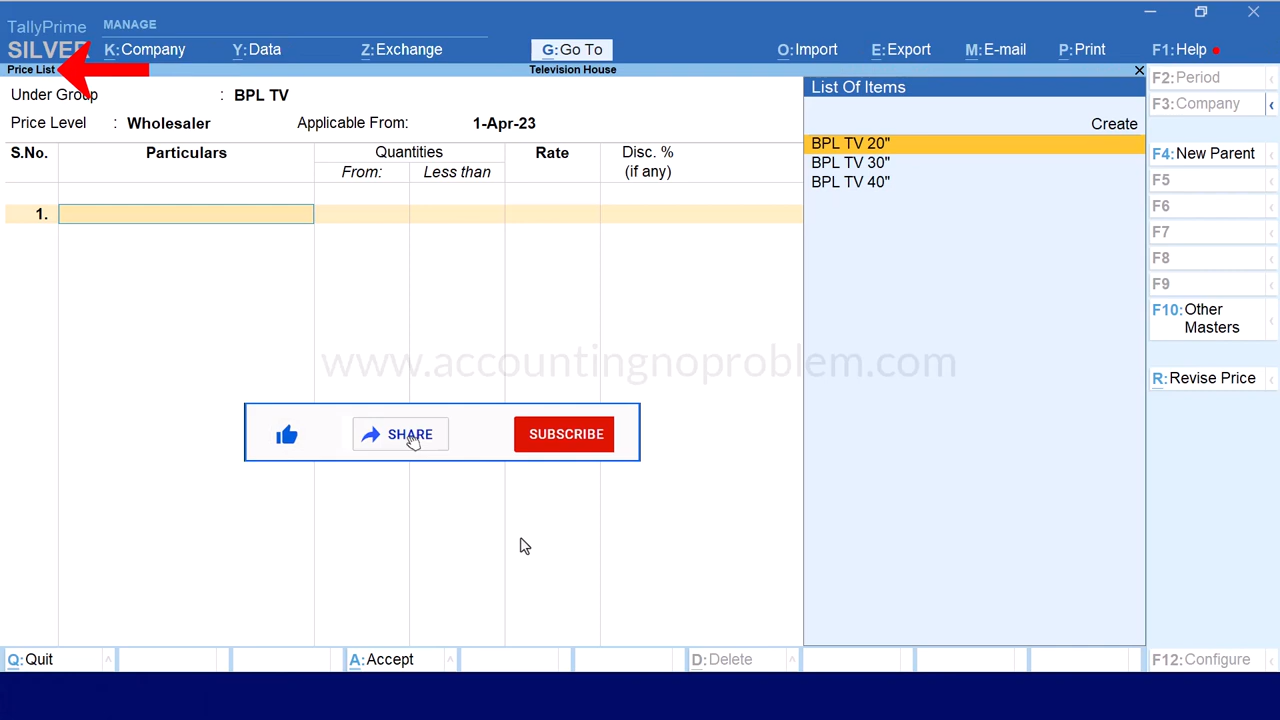 TallyPrime
MANAGE
SILVER
K:Company
Y:Data
Z:Exchange
G:Go To
O:Import
E:Export
M:E-mail
P:Print
F1:Help
Price List
Television House
Under Group : BPL TV
Price Level : Wholesaler Applicable From: 1-Apr-23
S.No.
Particulars
Quantities
From:
Less than
Rate
Disc. %
(if any)
1.
List Of Items
Create
BPL TV 20"
BPL TV 30"
BPL TV 40"
F2:Period
F3:Company
F4:New Parent
F5
F6
F7
F8
F9
F10:Other
Masters
R:Revise Price
www.accountingnoproblem.com
SHARE
SUBSCRIBE
Q:Quit
A:Accept
D:Delete
F12:Configure